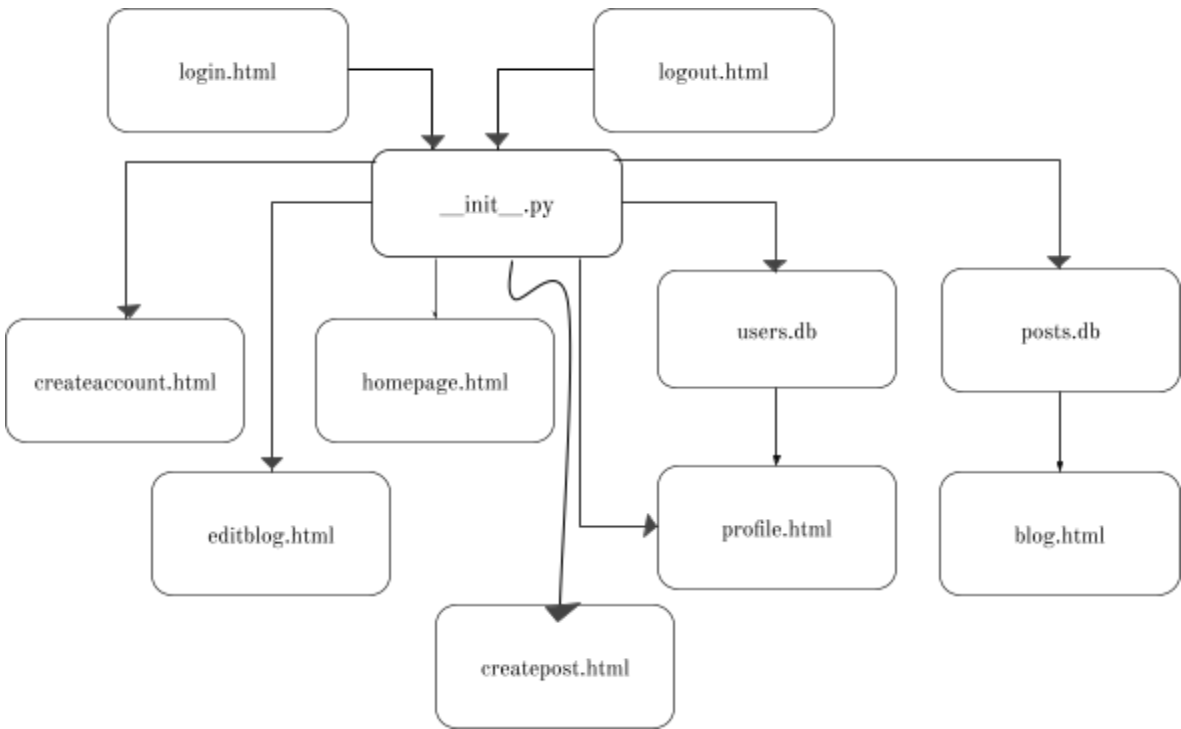 login.html
logout.html
__init__.py
users.db
posts.db
createaccount.html
homepage.html
editblog.html
profile.html
blog.html
createpost.html